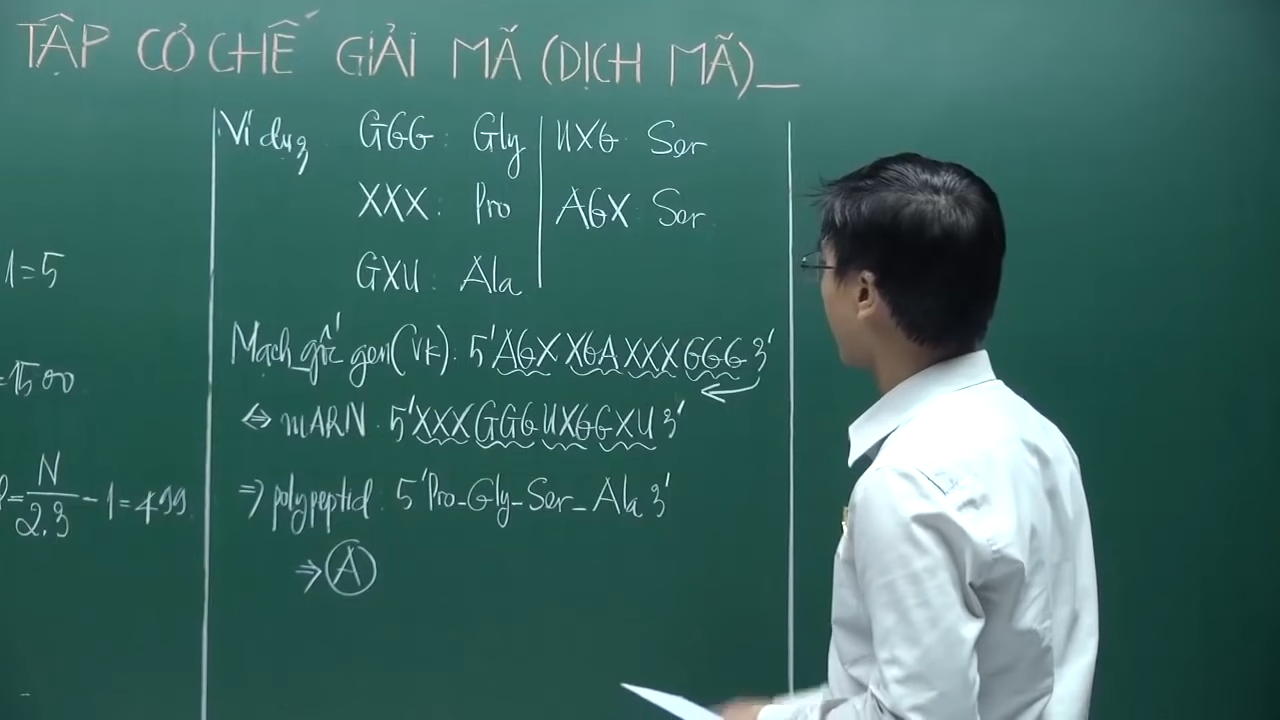 TẬP CƠ CHẾ GIẢI MÃ (DỊCH MÃ)_
1=5
=1500
N
2.3
-1=499
Ví dụ 3 GGG: Gly UXG: Ser
XXX: Pro AGX: Ser
GXU: Ala
Mạch gốc gen (VK): 5'AGX XGA XXX GGG 3'
⇔ mARN: 5'XXX GGG UXG GXU 3'
⇒ polypeptid: 5'Pro-Gly-Ser-Ala 3'
⇒ A